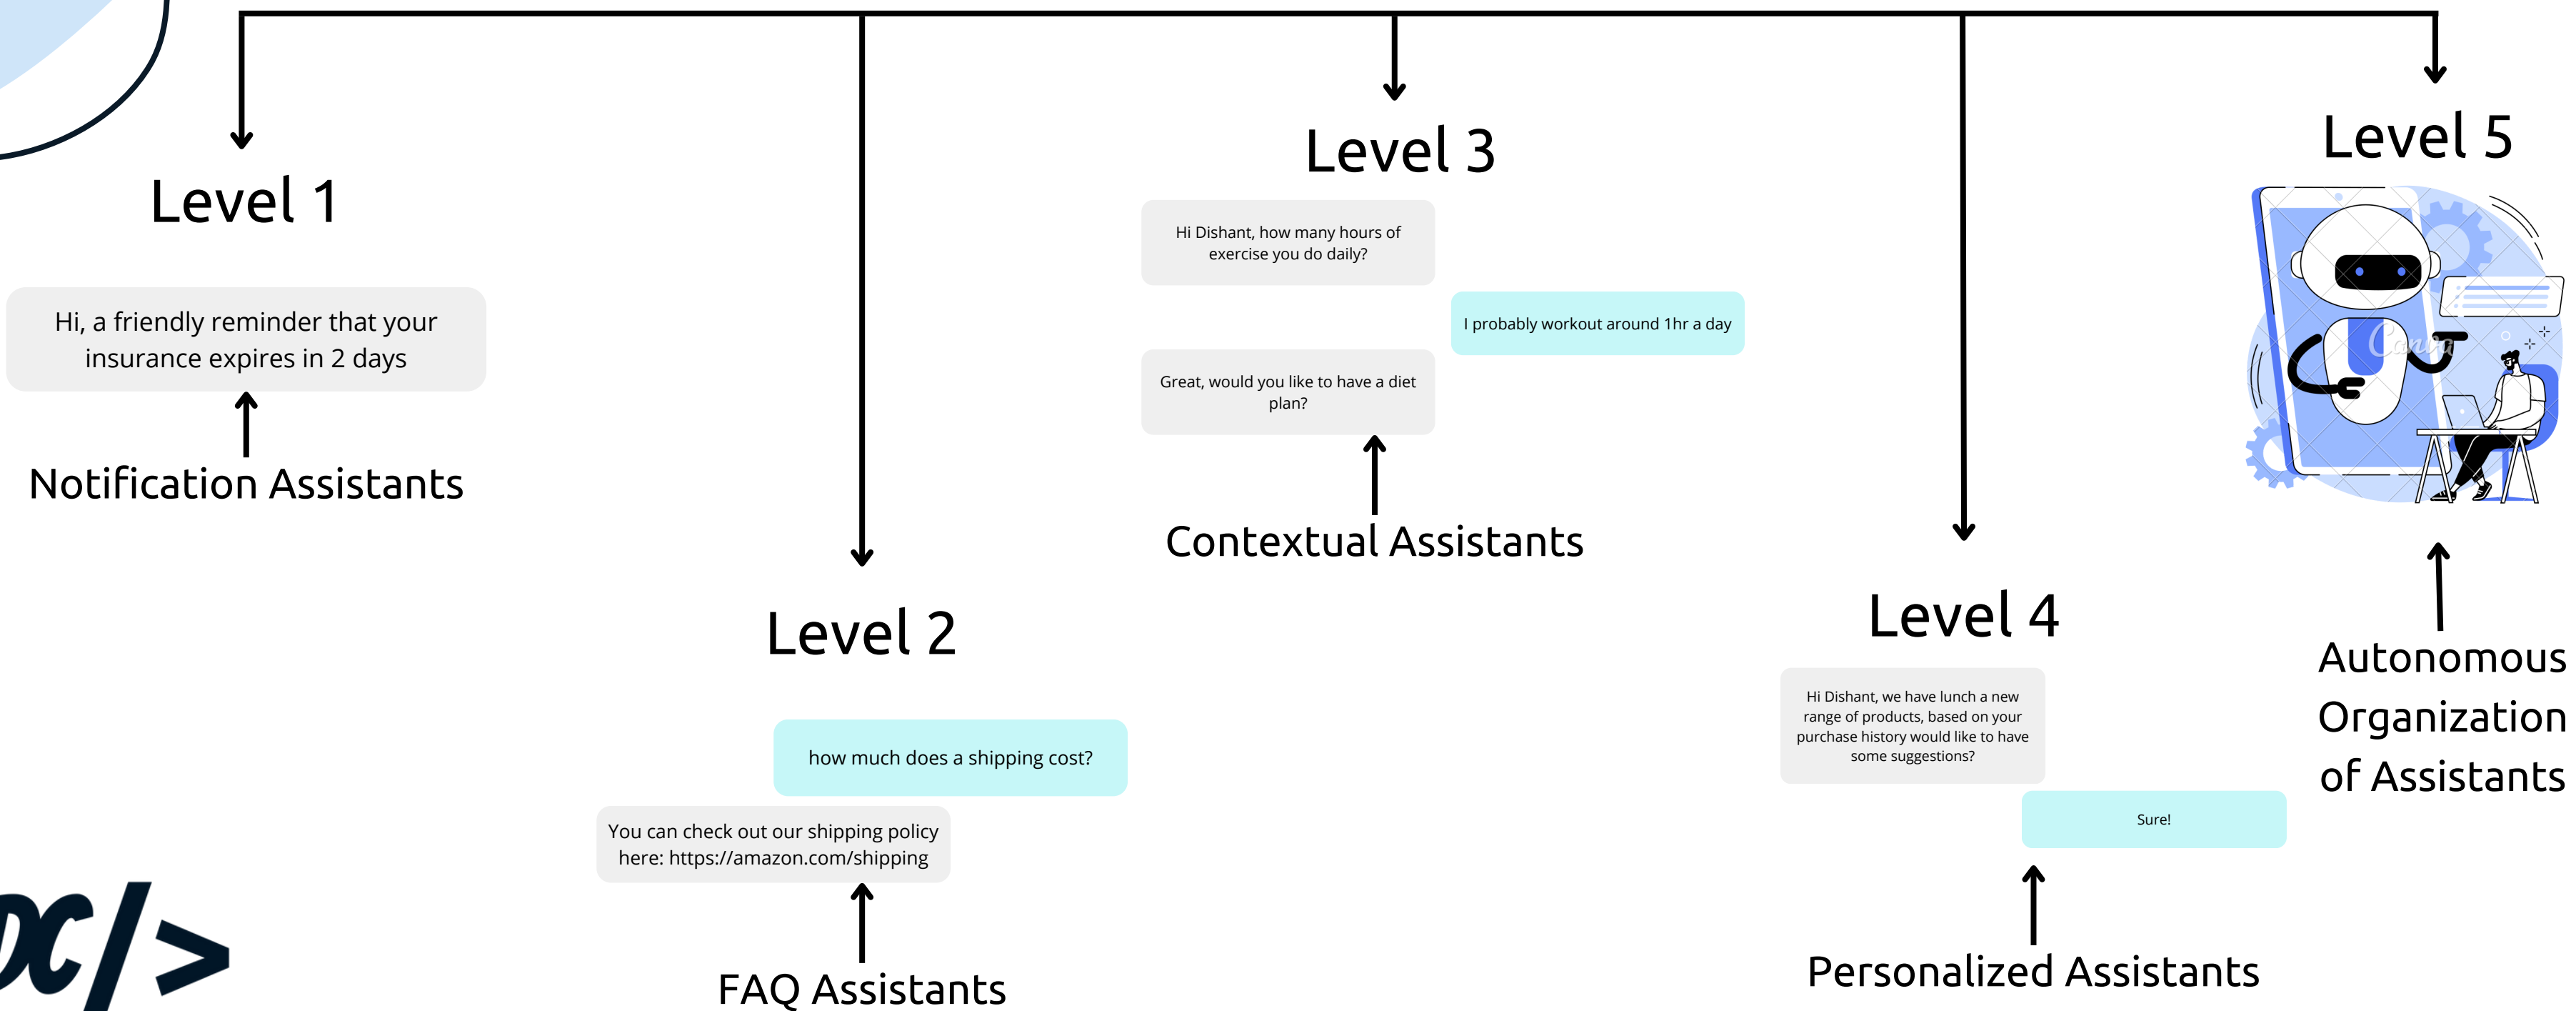 Level 1
Hi, a friendly reminder that your
insurance expires in 2 days
Notification Assistants
Level 2
how much does a shipping cost?
You can check out our shipping policy
here: https://amazon.com/shipping
FAQ Assistants
Level 3
Hi Dishant, how many hours of
exercise you do daily?
I probably workout around 1hr a day
Great, would you like to have a diet
plan?
Contextual Assistants
Level 4
Hi Dishant, we have lunch a new
range of products, based on your
purchase history would like to have
some suggestions?
Sure!
Personalized Assistants
Level 5
Canva
Autonomous
Organization
of Assistants